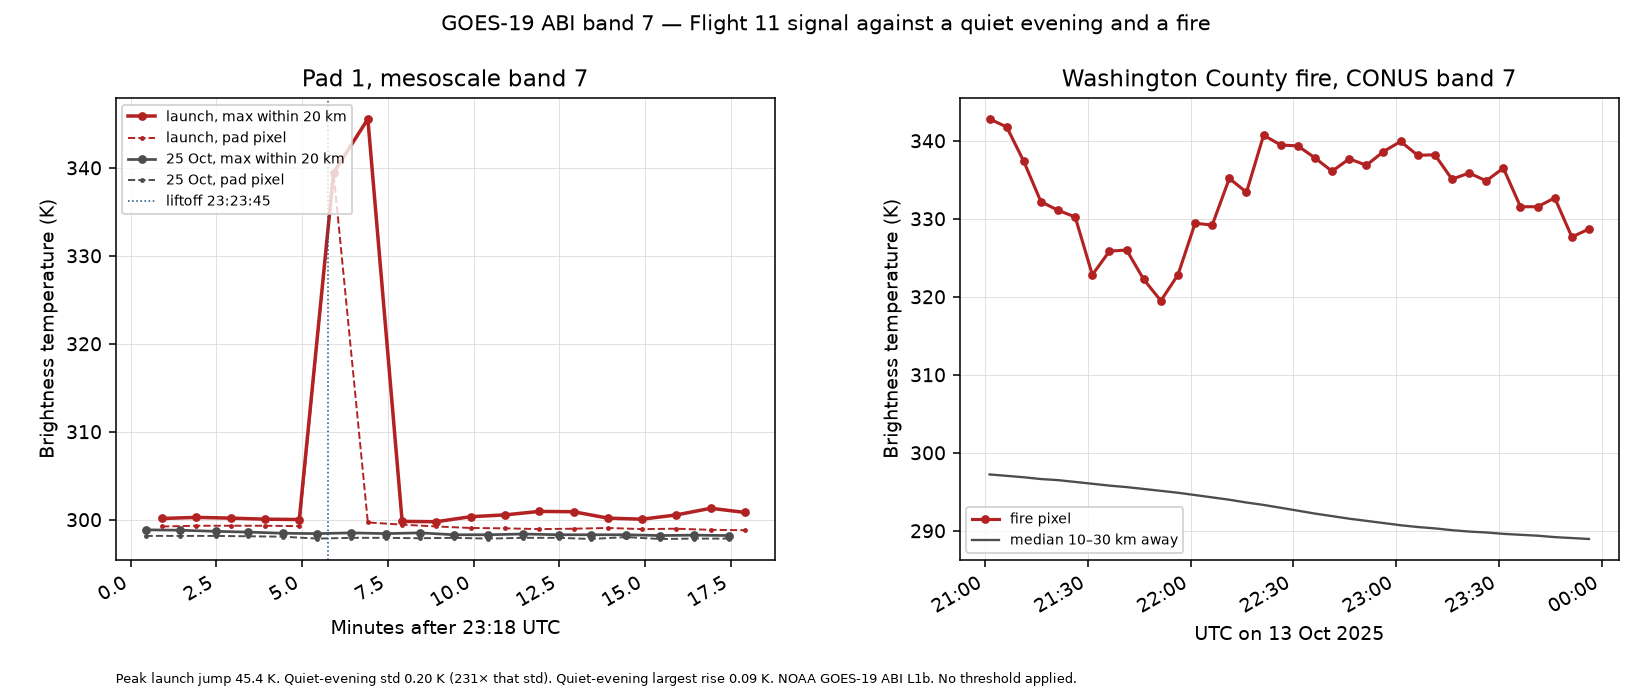 GOES-19 ABI band 7 — Flight 11 signal against a quiet evening and a fire
Pad 1, mesoscale band 7
launch, max within 20 km
launch, pad pixel
25 Oct, max within 20 km
25 Oct, pad pixel
liftoff 23:23:45
Brightness temperature (K)
340
330
320
310
300
0.0
2.5
5.0
7.5
10.0
12.5
15.0
17.5
Minutes after 23:18 UTC
Washington County fire, CONUS band 7
Brightness temperature (K)
340
330
320
310
300
290
fire pixel
median 10–30 km away
21:00
21:30
22:00
22:30
23:00
23:30
00:00
UTC on 13 Oct 2025
Peak launch jump 45.4 K. Quiet-evening std 0.20 K (231× that std). Quiet-evening largest rise 0.09 K. NOAA GOES-19 ABI L1b. No threshold applied.